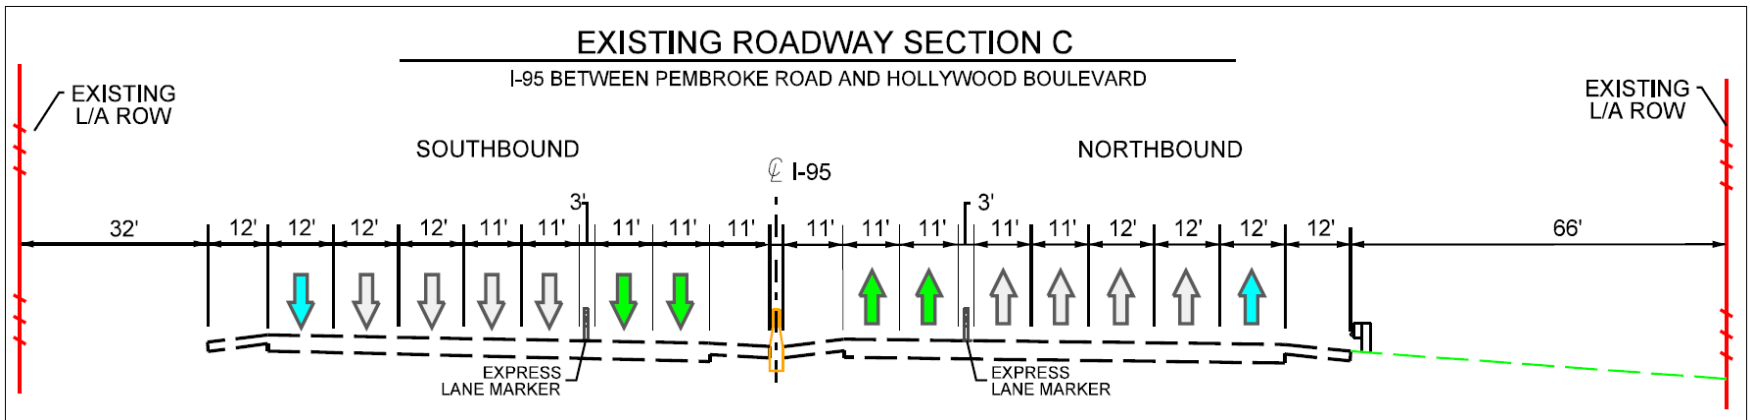 EXISTING ROADWAY SECTION C
I-95 BETWEEN PEMBROKE ROAD AND HOLLYWOOD BOULEVARD
EXISTING
L/A ROW
EXISTING
L/A ROW
SOUTHBOUND
NORTHBOUND
℄ I-95
3' 3'
32' 12' 12' 12' 12' 11' 11' 11' 11' 11' 11' 11' 11' 11' 11' 12' 12' 12' 12' 66'
EXPRESS
LANE MARKER
EXPRESS
LANE MARKER